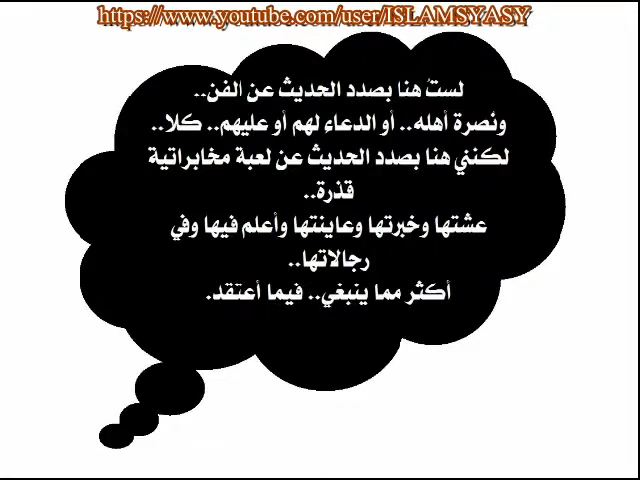 https://www.youtube.com/user/ISLAMSYASY
لستُ هنا بصدد الحديث عن الفن..
ونصرة أهله.. أو الدعاء لهم أو عليهم.. كلا..
لكنني هنا بصدد الحديث عن لعبة مخابراتية
قذرة..
عشتها وخبرتها وعاينتها وأعلم فيها وفي
رجالاتها..
أكثر مما ينبغي.. فيما أعتقد.